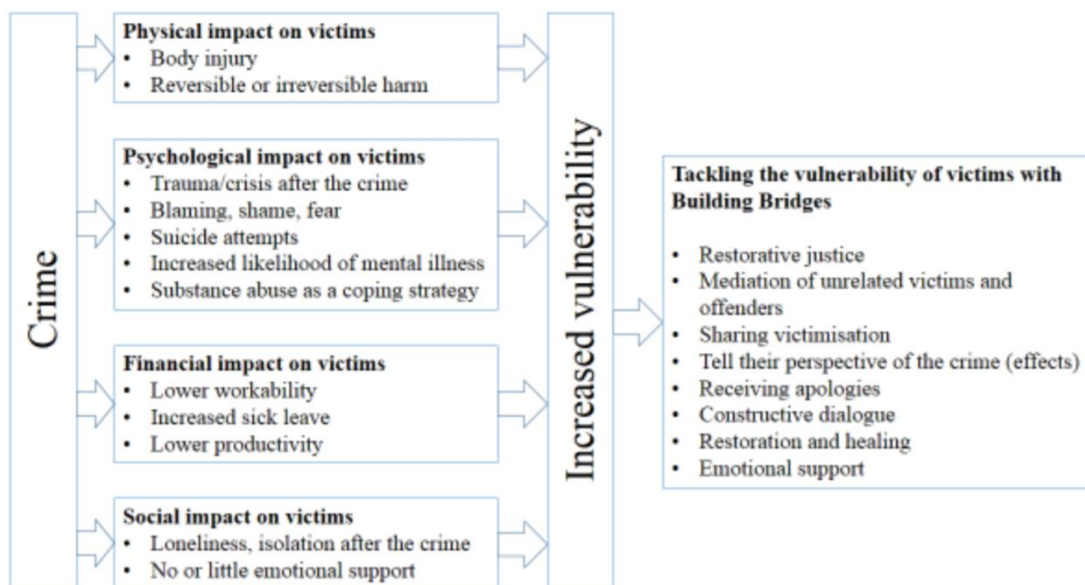 Crime
Physical impact on victims
• Body injury
• Reversible or irreversible harm
Psychological impact on victims
• Trauma/crisis after the crime
• Blaming, shame, fear
• Suicide attempts
• Increased likelihood of mental illness
• Substance abuse as a coping strategy
Financial impact on victims
• Lower workability
• Increased sick leave
• Lower productivity
Social impact on victims
• Loneliness, isolation after the crime
• No or little emotional support
Increased vulnerability
Tackling the vulnerability of victims with
Building Bridges
• Restorative justice
• Mediation of unrelated victims and
offenders
• Sharing victimisation
• Tell their perspective of the crime (effects)
• Receiving apologies
• Constructive dialogue
• Restoration and healing
• Emotional support